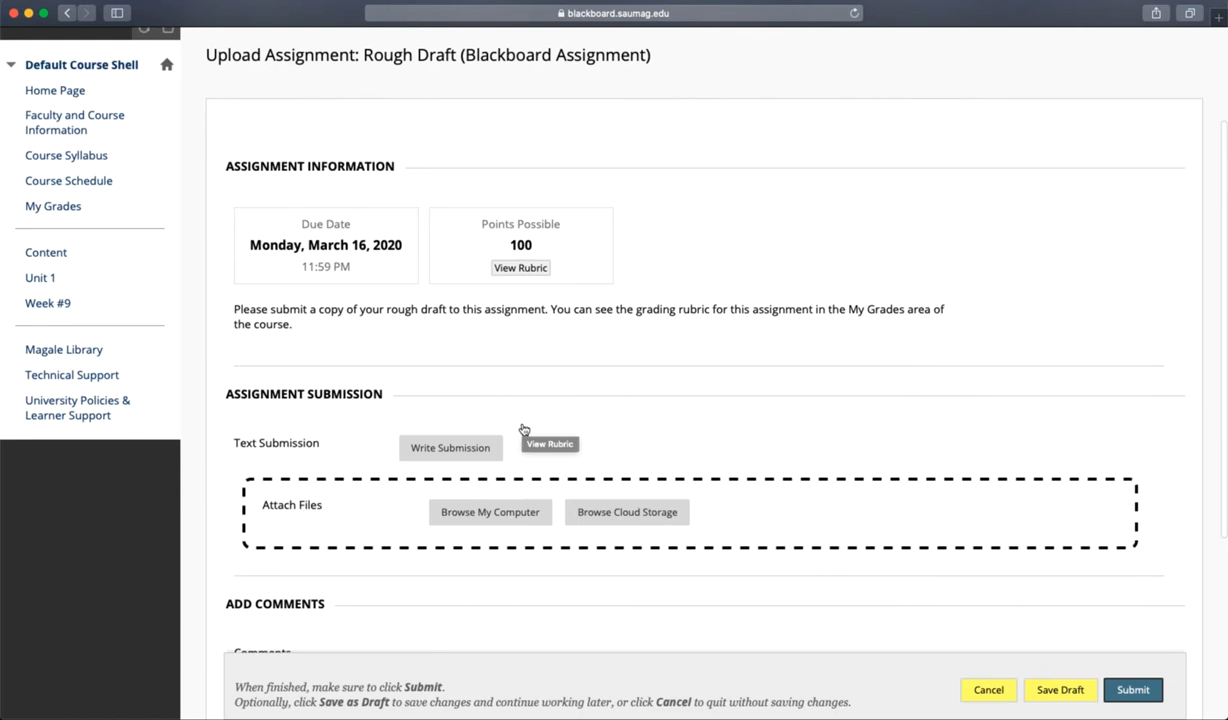 blackboard.saumag.edu
Default Course Shell
Home Page
Faculty and Course
Information
Course Syllabus
Course Schedule
My Grades
Content
Unit 1
Week #9
Magale Library
Technical Support
University Policies &
Learner Support
Upload Assignment: Rough Draft (Blackboard Assignment)
ASSIGNMENT INFORMATION
Due Date
Monday, March 16, 2020
11:59 PM
Points Possible
100
View Rubric
Please submit a copy of your rough draft to this assignment. You can see the grading rubric for this assignment in the My Grades area of
the course.
ASSIGNMENT SUBMISSION
Text Submission
Write Submission
View Rubric
Attach Files
Browse My Computer
Browse Cloud Storage
ADD COMMENTS
Comments
When finished, make sure to click Submit.
Optionally, click Save as Draft to save changes and continue working later, or click Cancel to quit without saving changes.
Cancel
Save Draft
Submit